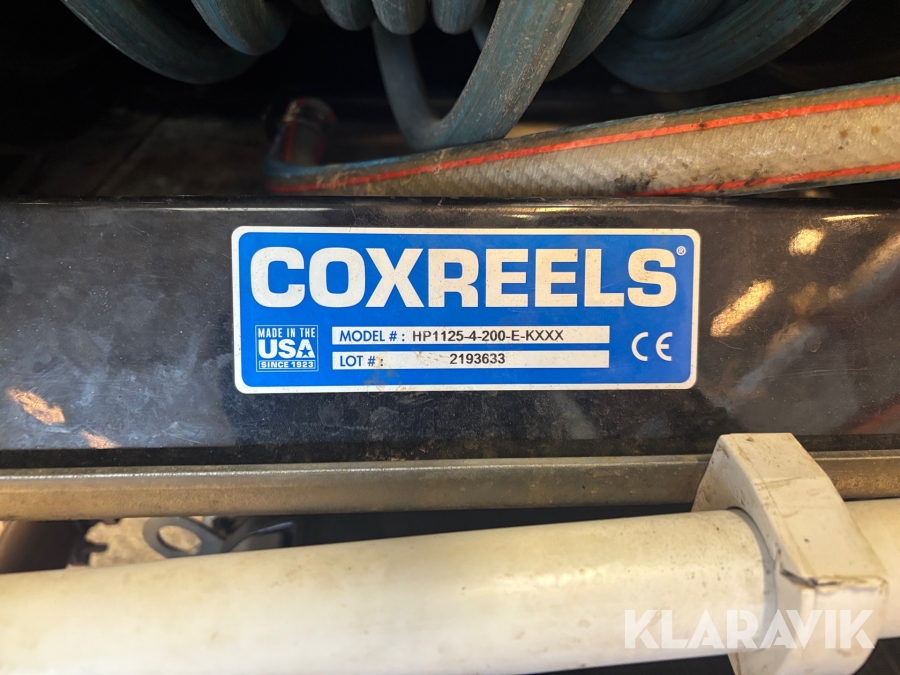 COXREELS®
MADE IN THE
USA
SINCE 1923
MODEL # : HP1125-4-200-E-KXXX
LOT # : 2193633
CE
KLARAVIK